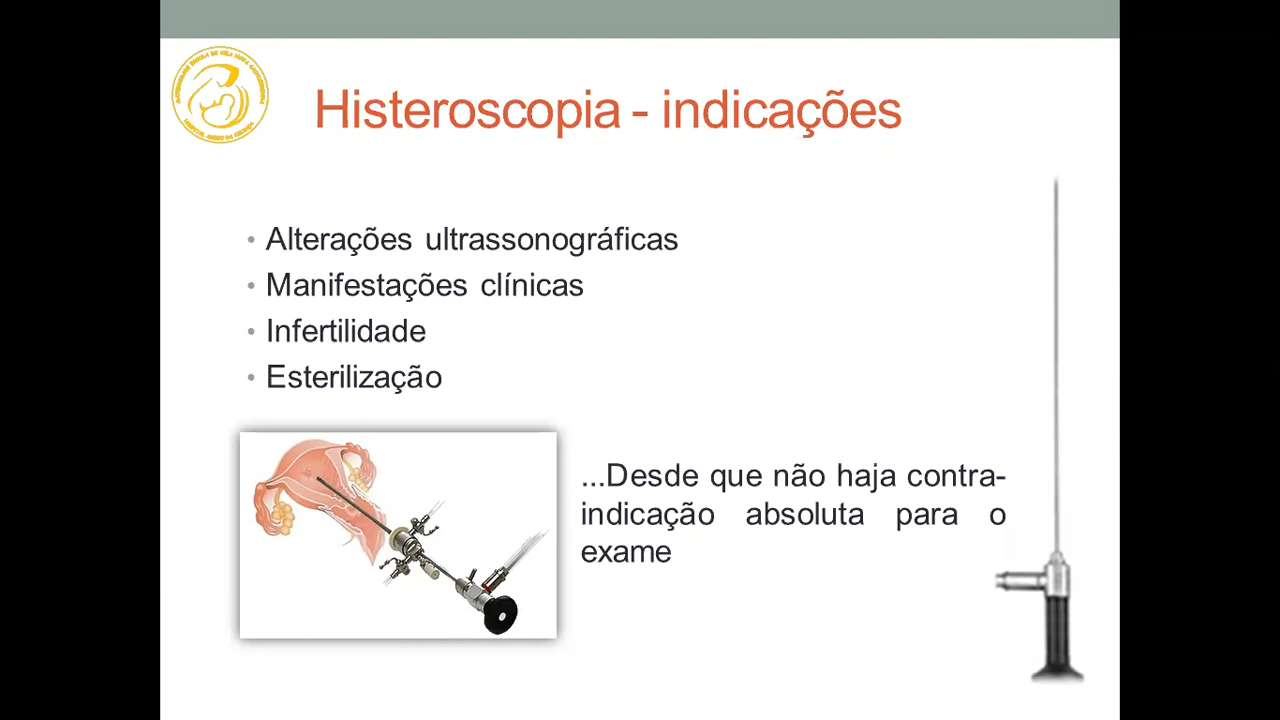 Histeroscopia - indicações
• Alterações ultrassonográficas
• Manifestações clínicas
• Infertilidade
• Esterilização
...Desde que não haja contra-
indicação absoluta para o
exame